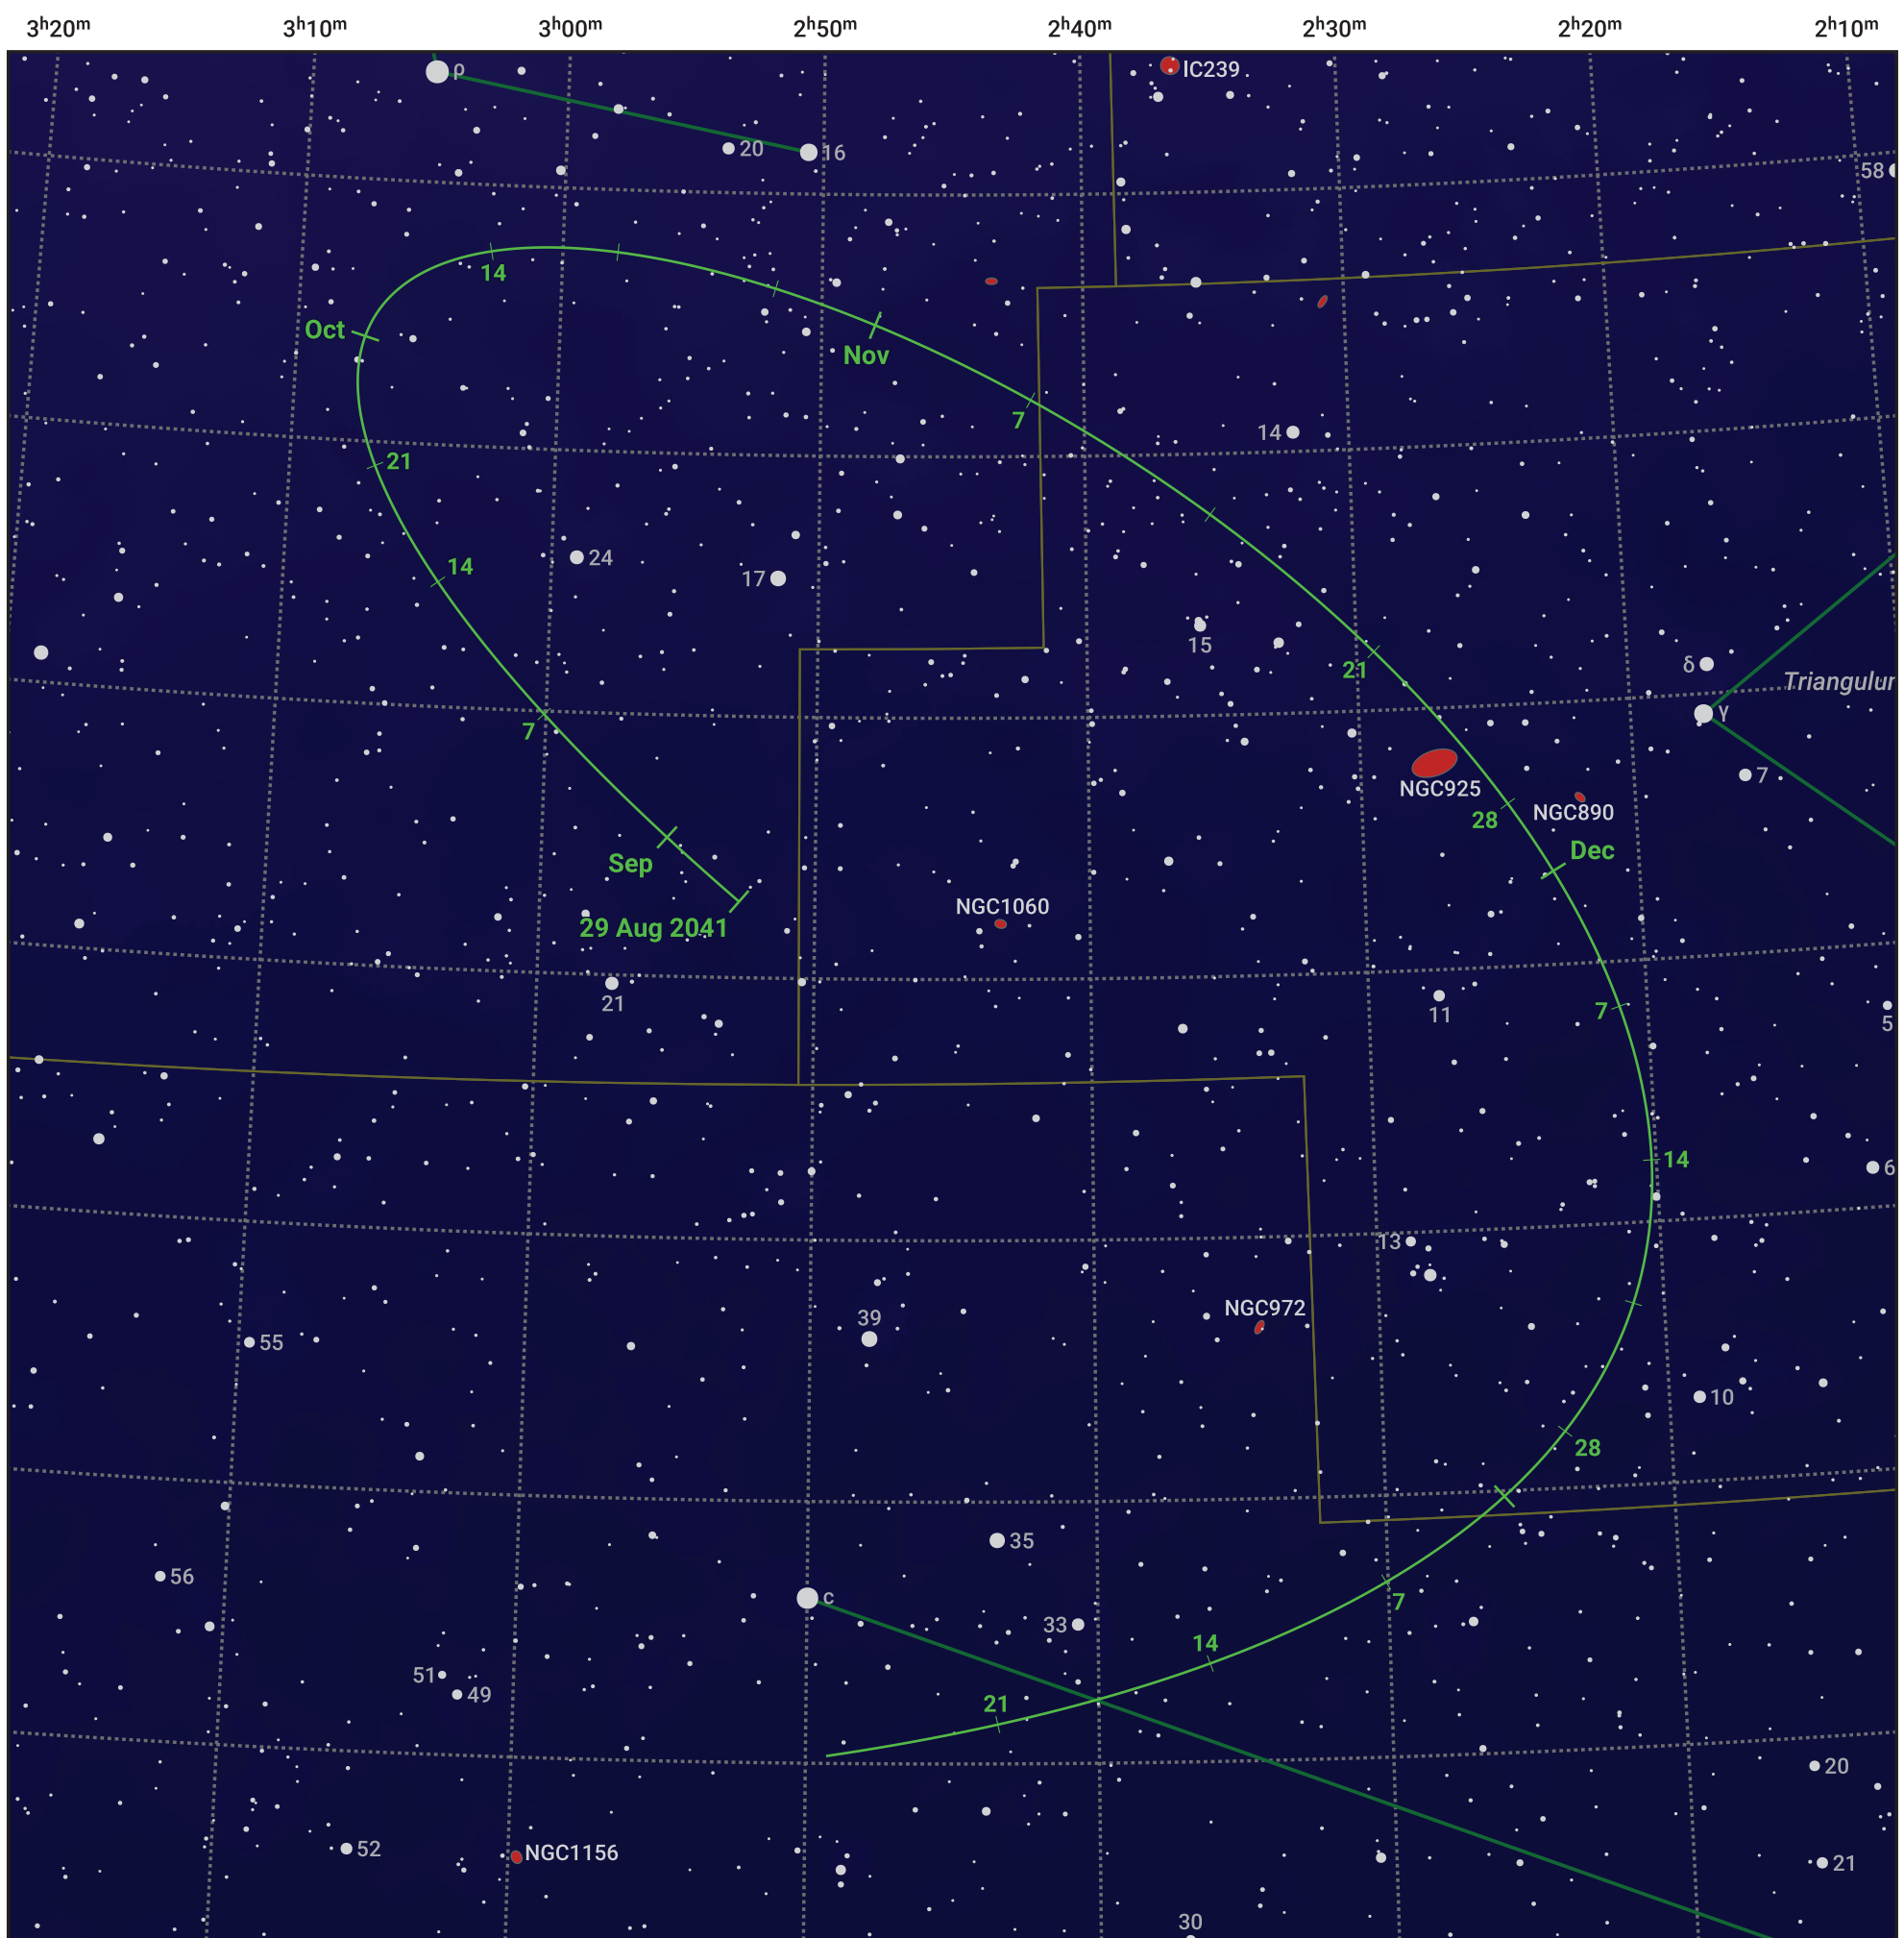 3h20m 3h10m 3h00m 2h50m 2h40m 2h30m 2h20m 2h10m
ρ
IC239
20
16
58
14
Oct
Nov
7
14
21
24
14
17
15
21
δ
Triangulum
γ
7
7
NGC925
NGC890
28
Dec
Sep
NGC1060
29 Aug 2041
21
11
7
5
14
6
13
NGC972
39
55
10
28
35
56
c
7
33
14
51
49
21
20
52
NGC1156
21
30